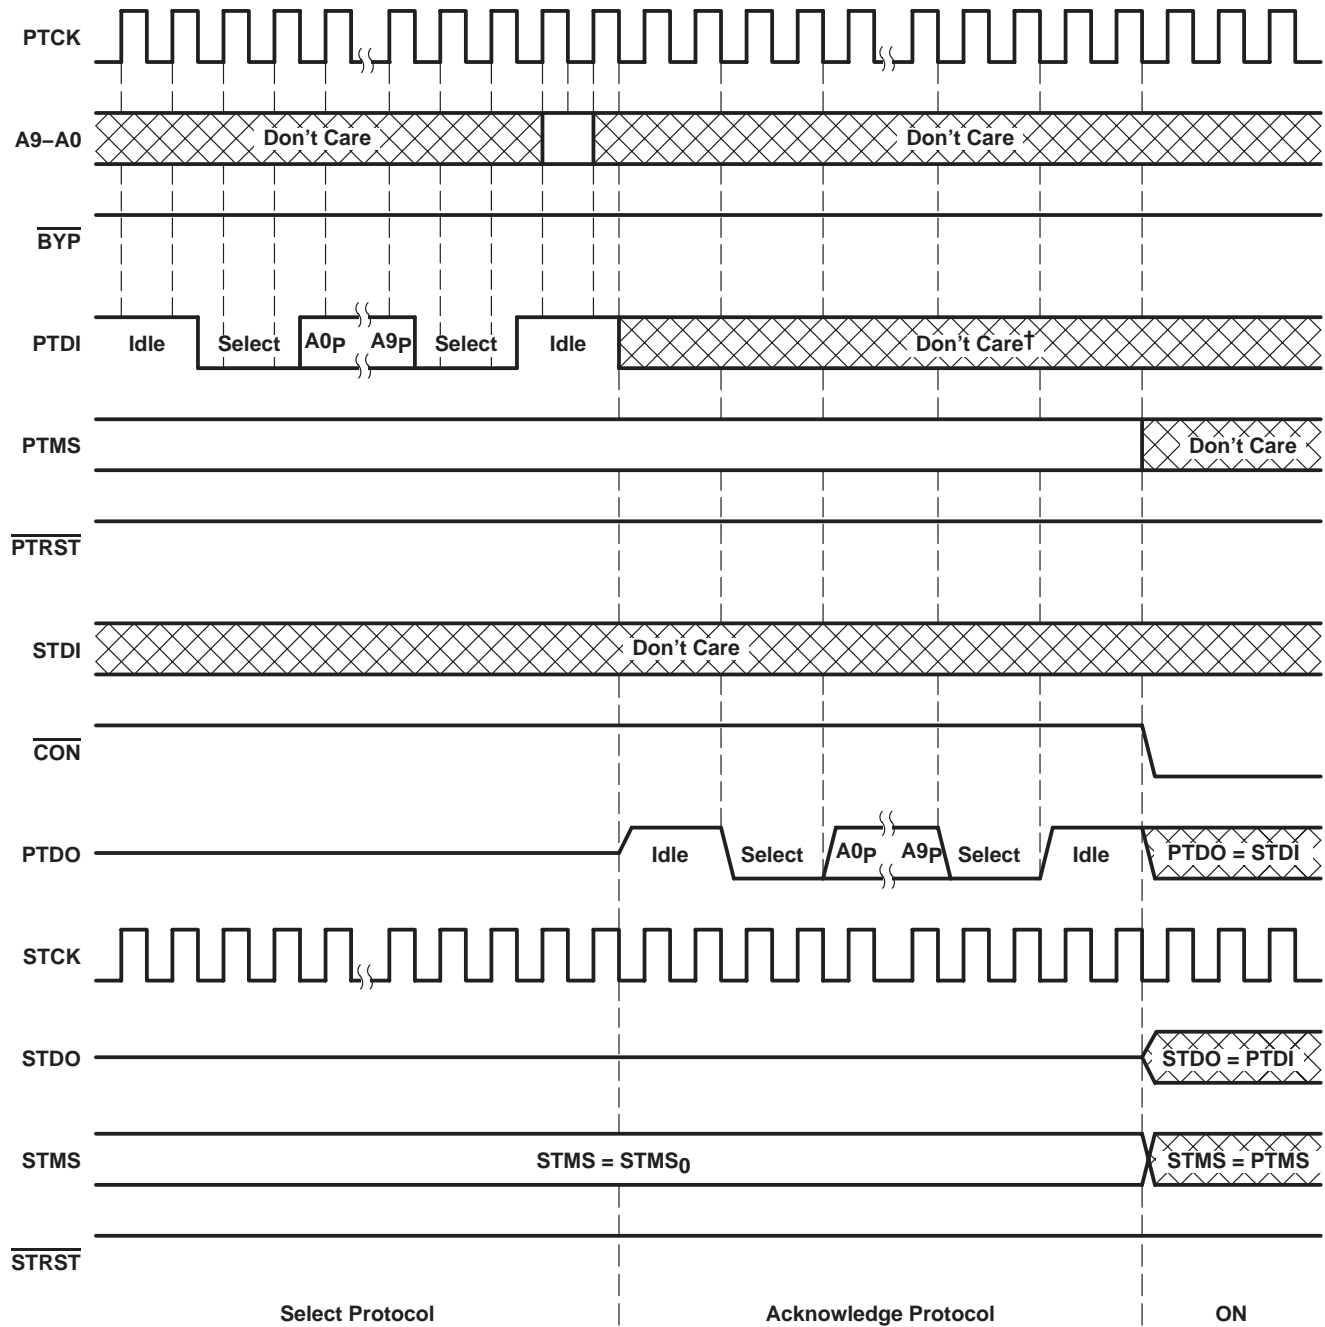 PTCK
A9–A0 Don't Care Don't Care
BYP
PTDI Idle Select A0P A9P Select Idle Don't Care†
PTMS Don't Care
PTRST
STDI Don't Care
CON
PTDO Idle Select A0P A9P Select Idle PTDO = STDI
STCK
STDO STDO = PTDI
STMS STMS = STMS0 STMS = PTMS
STRST
Select Protocol Acknowledge Protocol ON